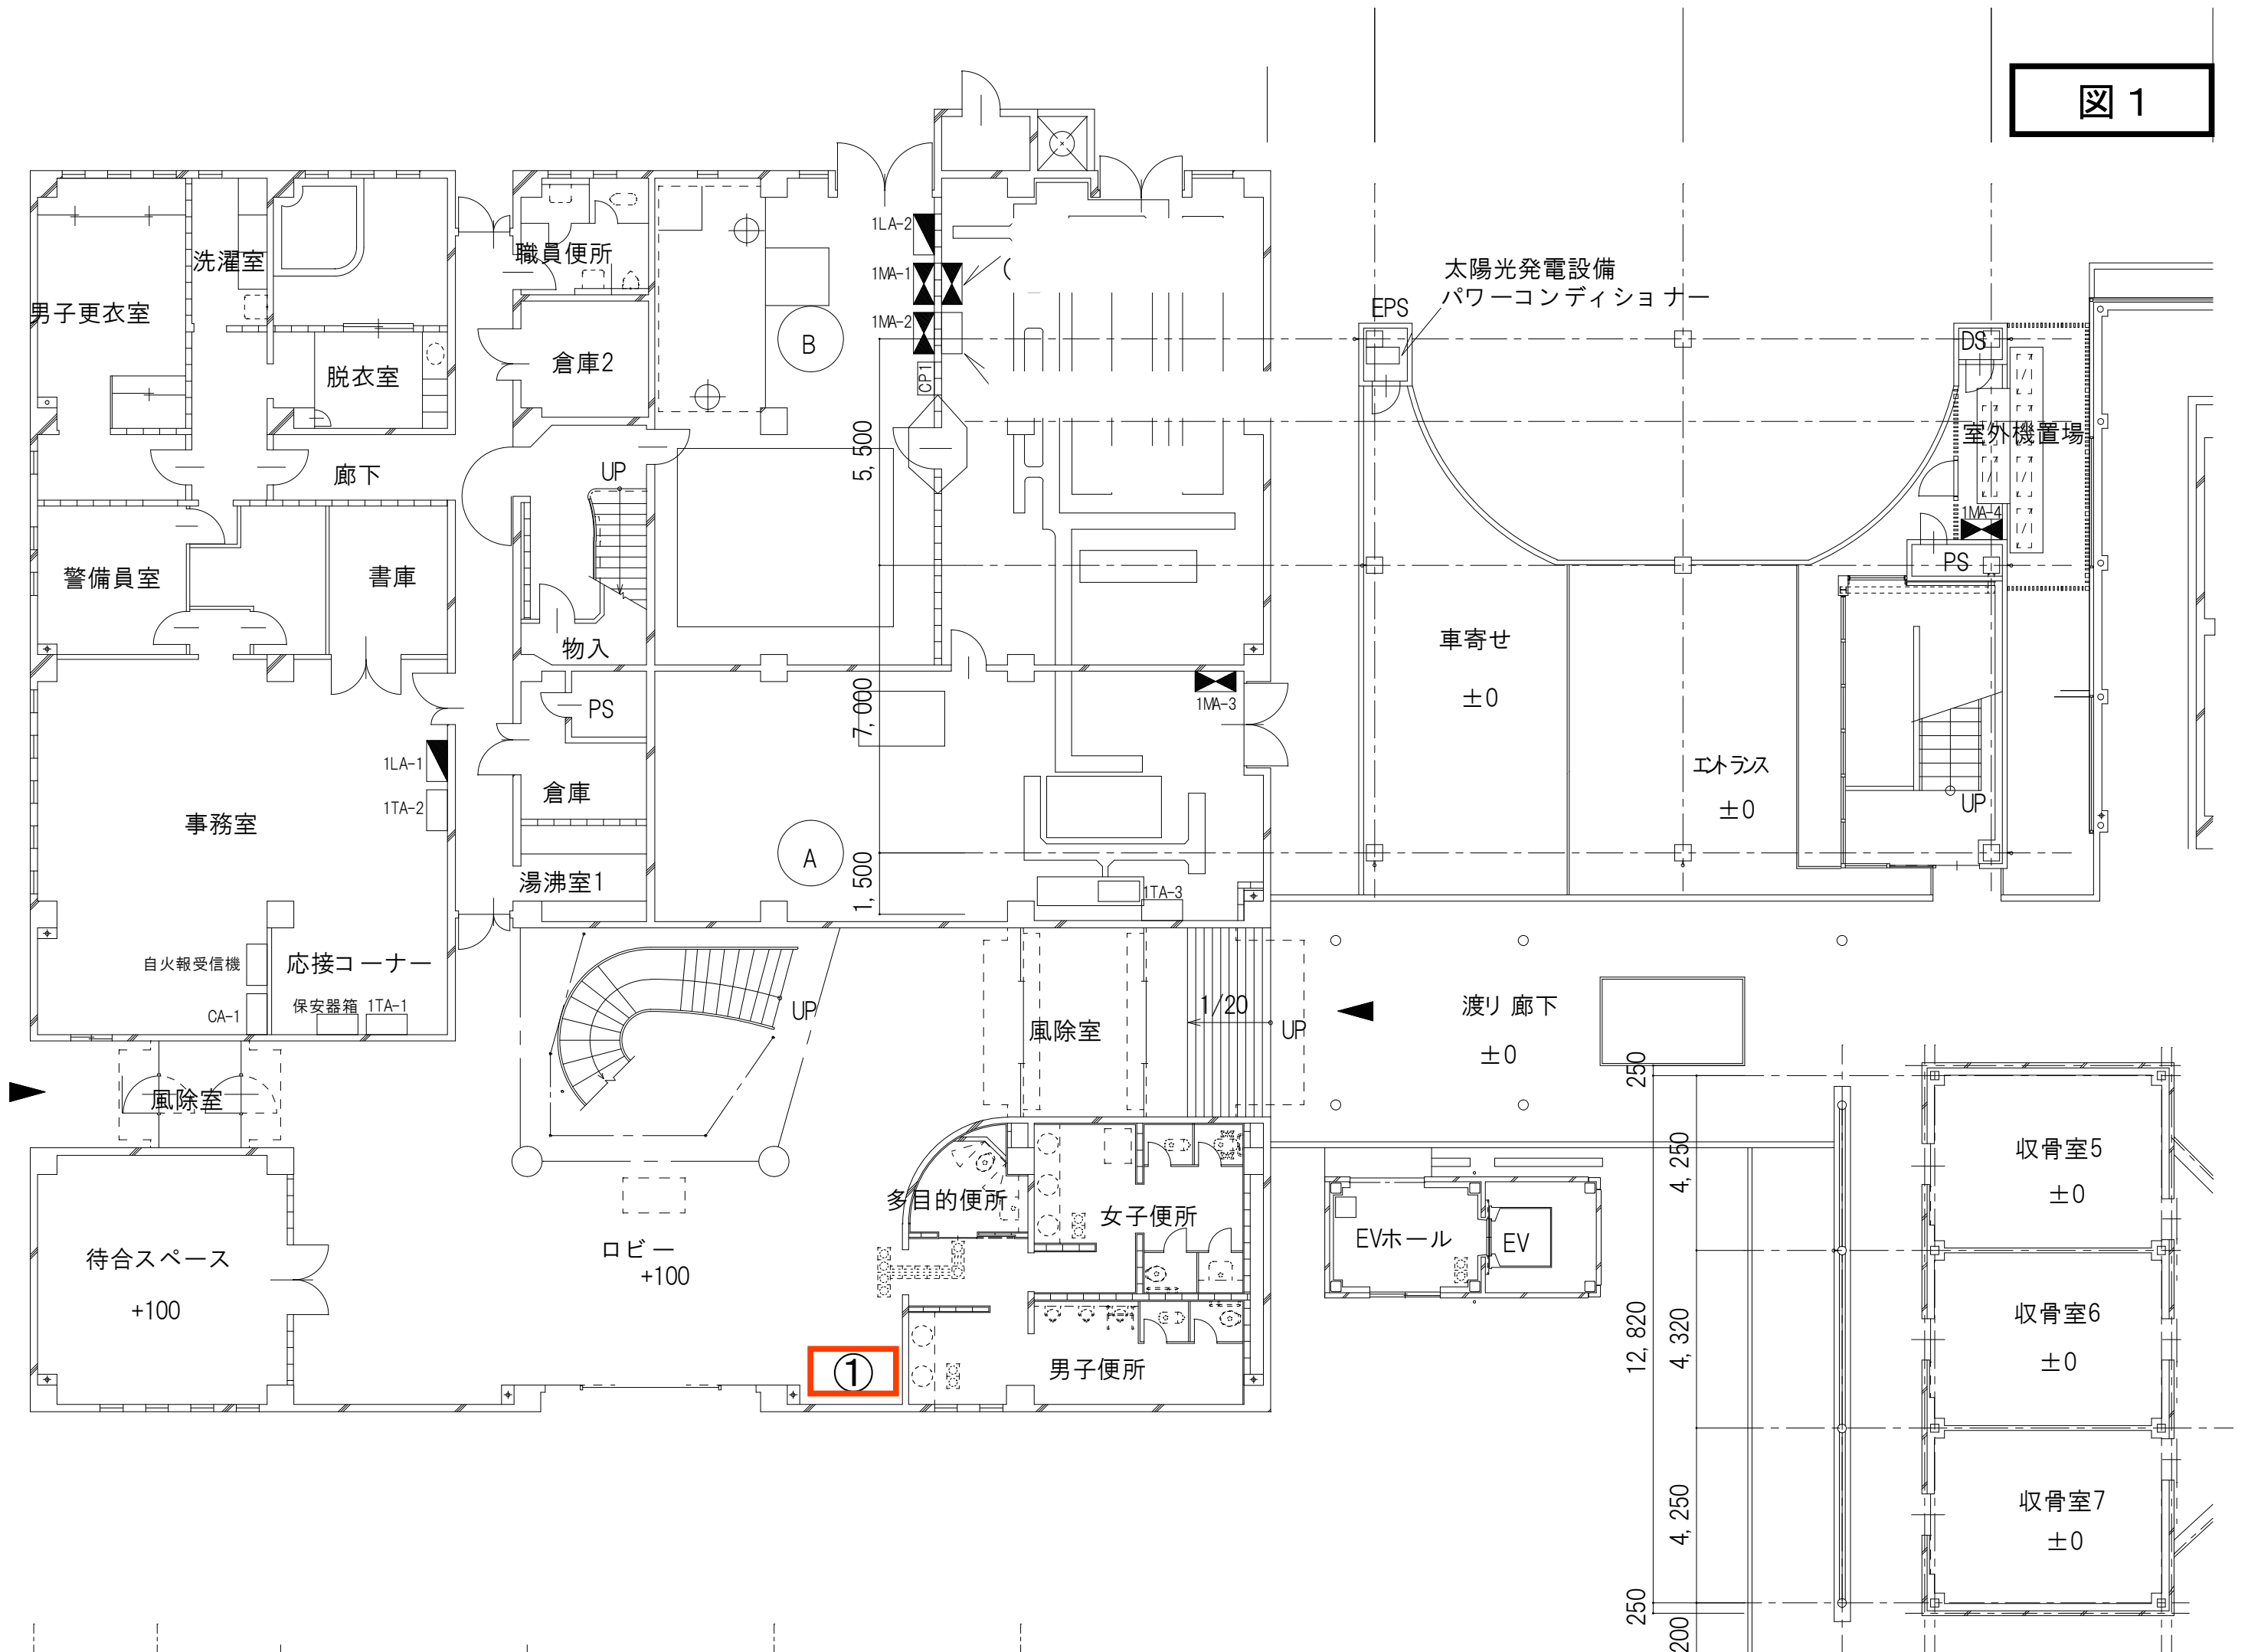 図１
1LA-2
職員便所
洗濯室
1MA-1
(
太陽光発電設備
パワーコンディショナー
男子更衣室
EPS
1MA-2
B
DS
倉庫2
脱衣室
CP1
室外機置場
5,500
廊下
UP
1MA-4
PS
警備員室
書庫
車寄せ
±0
物入
7,000
PS
1MA-3
1LA-1
エントランス
±0
倉庫
1TA-2
UP
事務室
A
湯沸室1
1,500
1TA-3
自火報受信機
応接コーナー
保安器箱
1TA-1
CA-1
UP
1/20
UP
風除室
渡り廊下
±0
風除室
250
収骨室5
±0
4,250
多目的便所
女子便所
EVホール
EV
待合スペース
+100
ロビー
+100
12,820
4,320
収骨室6
±0
①
男子便所
4,250
収骨室7
±0
250
200